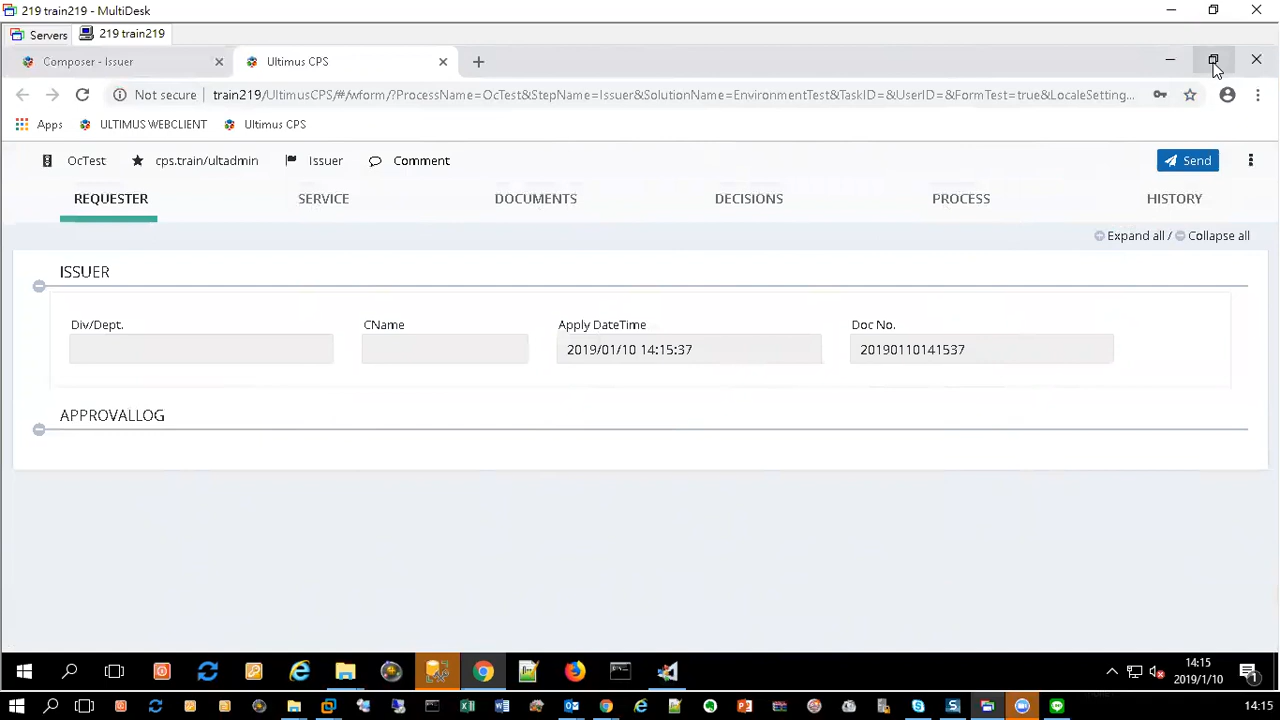 219 train219 - MultiDesk
Servers 219 train219
Composer - Issuer Ultimus CPS
Not secure train219/UltimusCPS/#/wform/?ProcessName=OcTest&StepName=Issuer&SolutionName=EnvironmentTest&TaskID=&UserID=&FormTest=true&LocaleSetting...
Apps ULTIMUS WEBCLIENT Ultimus CPS
OcTest cps.train/ultadmin Issuer Comment Send
REQUESTER SERVICE DOCUMENTS DECISIONS PROCESS HISTORY
Expand all / Collapse all
ISSUER
Div/Dept. CName Apply DateTime Doc No.
2019/01/10 14:15:37 20190110141537
APPROVALLOG
14:15
2019/1/10
1
14:15